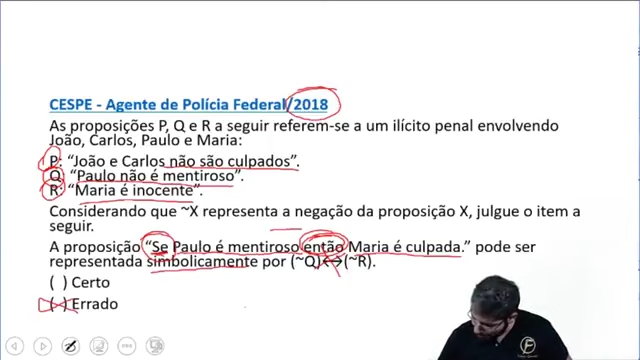 CESPE - Agente de Polícia Federal/2018
As proposições P, Q e R a seguir referem-se a um ilícito penal envolvendo
João, Carlos, Paulo e Maria:
P: “João e Carlos não são culpados”.
Q: “Paulo não é mentiroso”.
R: “Maria é inocente”.
Considerando que ~X representa a negação da proposição X, julgue o item a
seguir.
A proposição “Se Paulo é mentiroso então Maria é culpada.” pode ser
representada simbolicamente por (~Q)↔(~R).
( ) Certo
( ) Errado